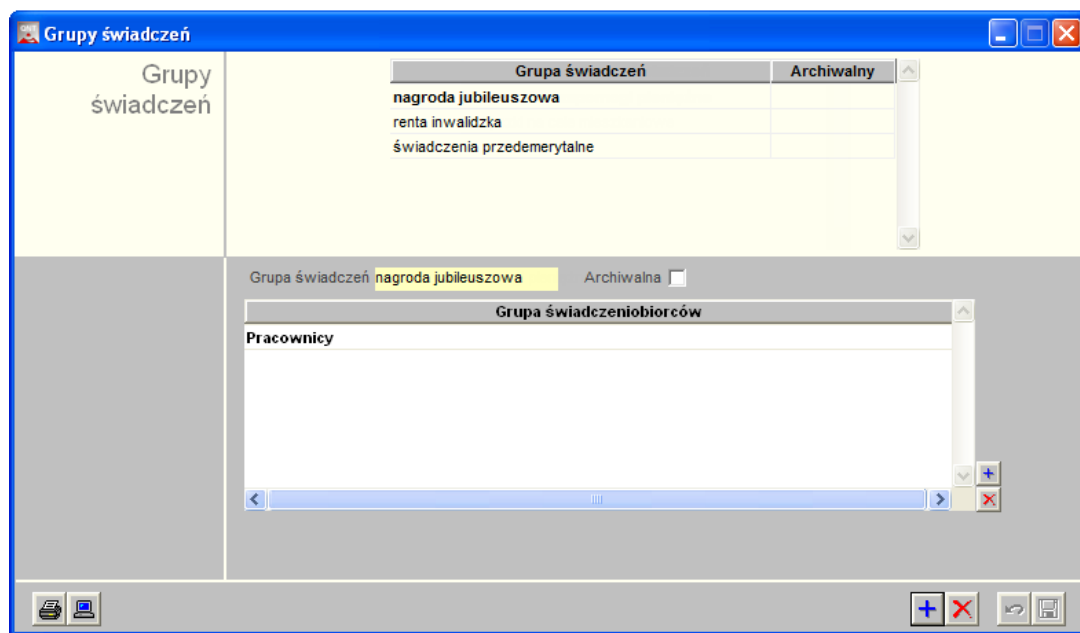 Grupy świadczeń
Grupy
świadczeń
Grupa świadczeń Archiwalny
nagroda jubileuszowa
renta inwalidzka
świadczenia przedemerytalne
Grupa świadczeń nagroda jubileuszowa Archiwalna
Grupa świadczeniobiorców
Pracownicy